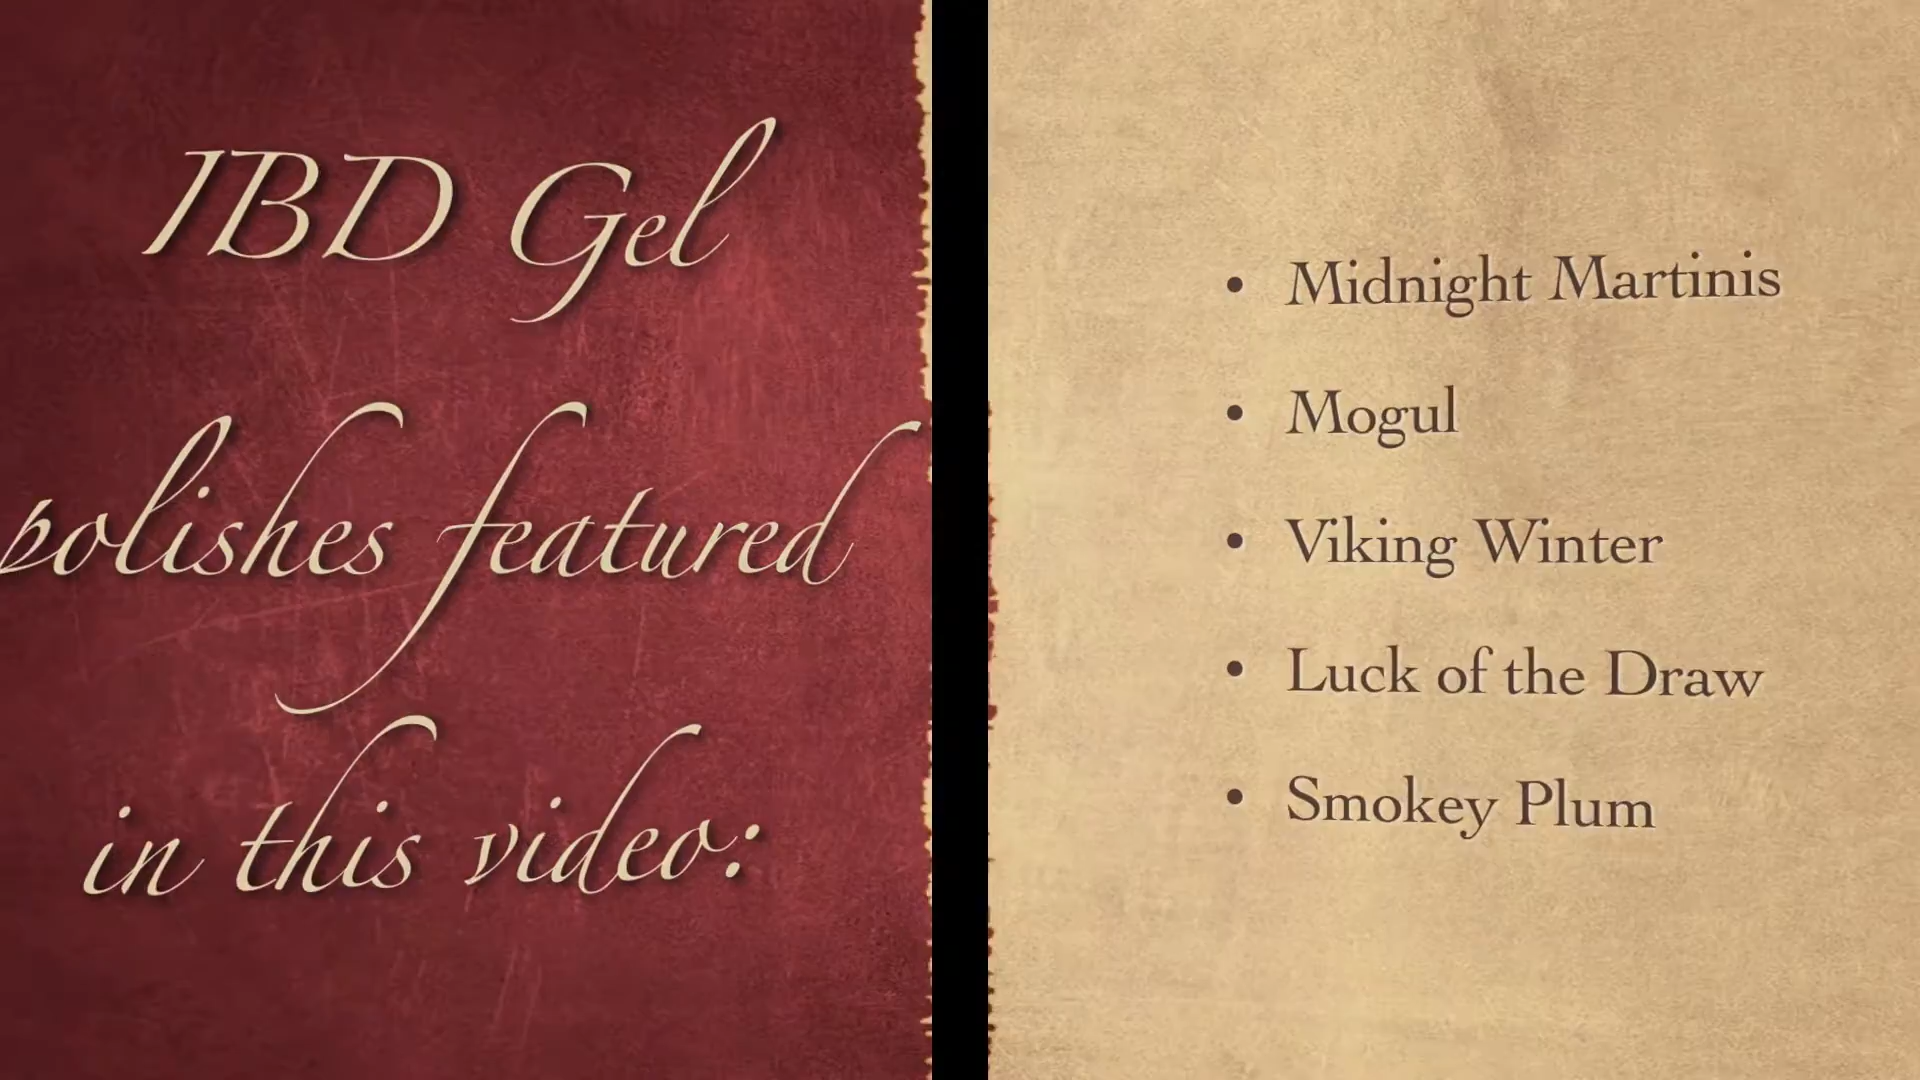 IBD Gel
polishes featured
in this video:
• Midnight Martinis
• Mogul
• Viking Winter
• Luck of the Draw
• Smokey Plum